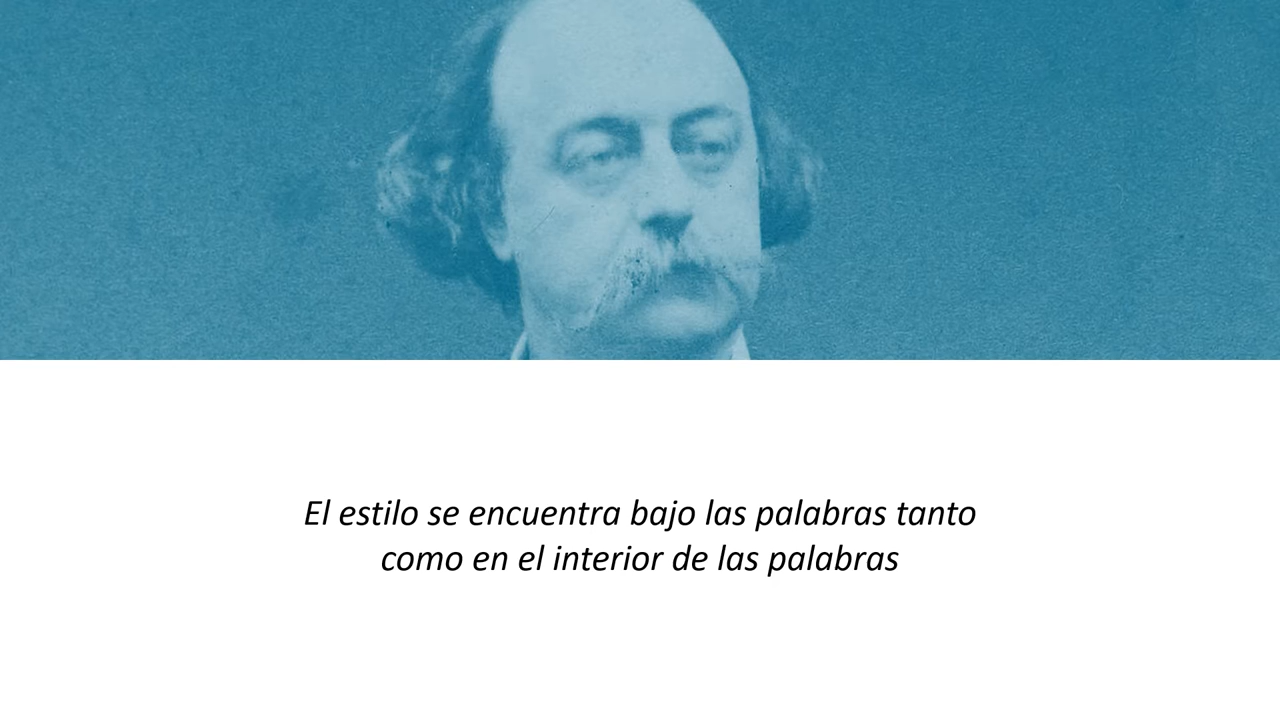 El estilo se encuentra bajo las palabras tanto
como en el interior de las palabras